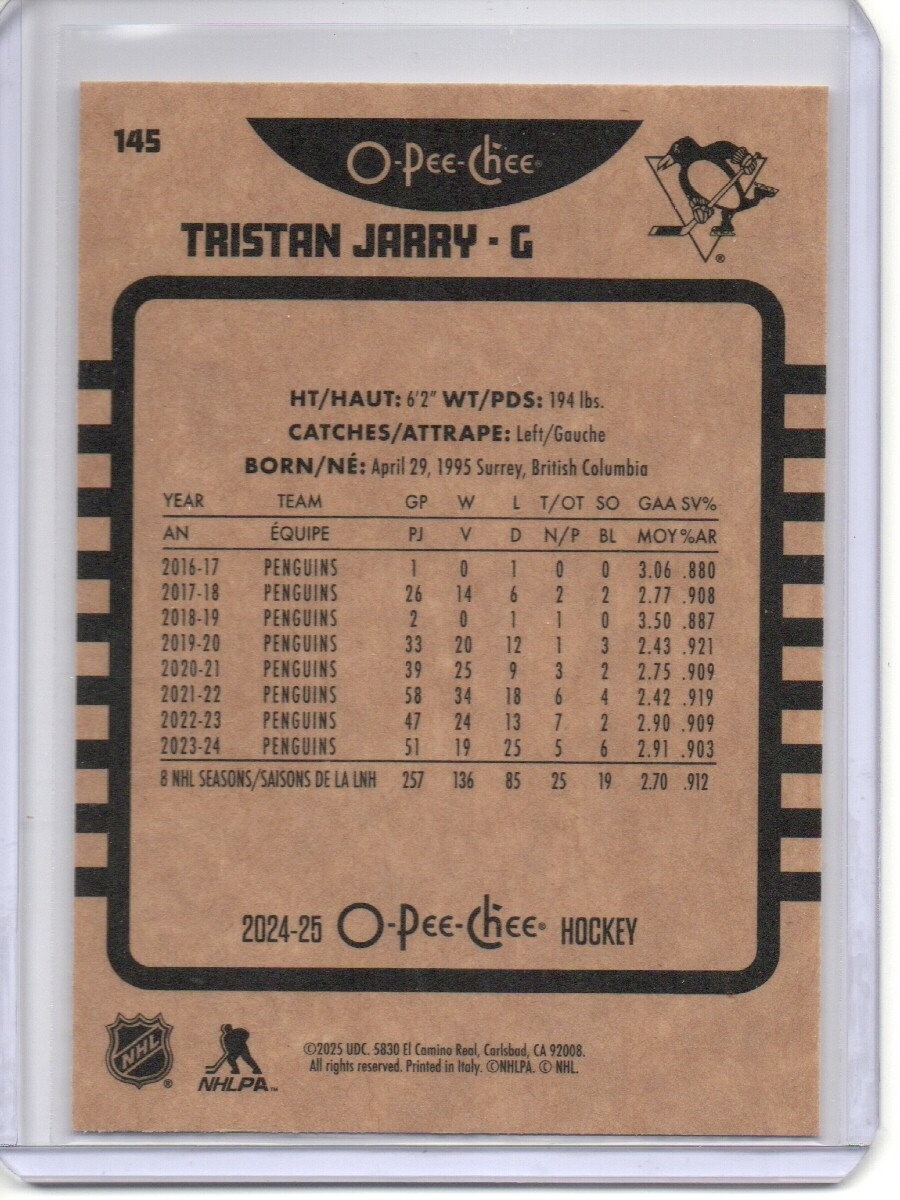 145
O-Pee-Chee®
TRISTAN JARRY · G
®
HT/HAUT: 6'2" WT/PDS: 194 lbs.
CATCHES/ATTRAPE: Left/Gauche
BORN/NÉ: April 29, 1995 Surrey, British Columbia
YEAR TEAM GP W L T/OT SO GAA SV%
AN ÉQUIPE PJ V D N/P BL MOY %AR
2016-17 PENGUINS 1 0 1 0 0 3.06 .880
2017-18 PENGUINS 26 14 6 2 2 2.77 .908
2018-19 PENGUINS 2 0 1 1 0 3.50 .887
2019-20 PENGUINS 33 20 12 1 3 2.43 .921
2020-21 PENGUINS 39 25 9 3 2 2.75 .909
2021-22 PENGUINS 58 34 18 6 4 2.42 .919
2022-23 PENGUINS 47 24 13 7 2 2.90 .909
2023-24 PENGUINS 51 19 25 5 6 2.91 .903
8 NHL SEASONS/SAISONS DE LA LNH 257 136 85 25 19 2.70 .912
2024-25 O-Pee-Chee® HOCKEY
NHL®
NHLPA™
©2025 UDC. 5830 El Camino Real, Carlsbad, CA 92008.
All rights reserved. Printed in Italy. ©NHLPA. © NHL.